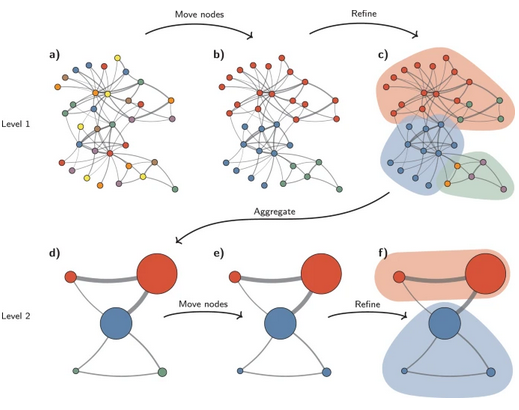 Move nodes
Refine
a)
b)
c)
Level 1
Aggregate
d)
e)
f)
Move nodes
Refine
Level 2